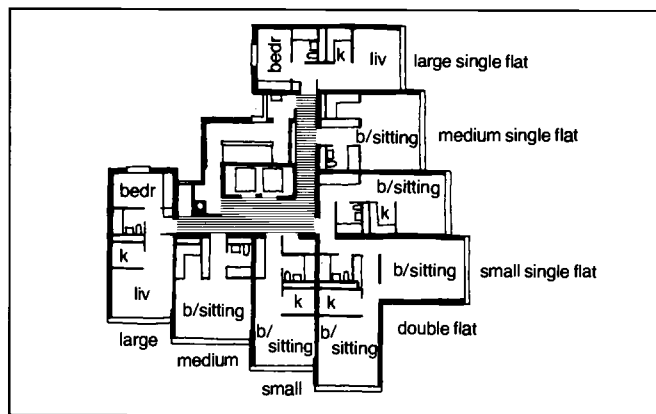 bedr
k
liv
large single flat
b/sitting
medium single flat
b/sitting
k
bedr
k
liv
b/sitting
b/
sitting
k
k
b/
sitting
b/sitting
small single flat
double flat
large
medium
small